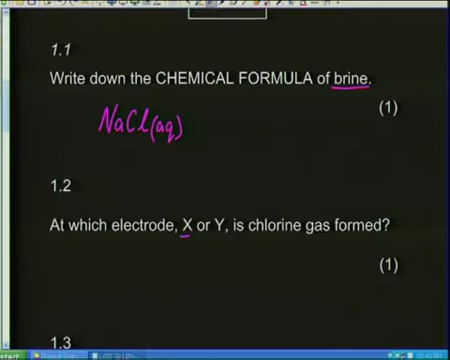 1.1
Write down the CHEMICAL FORMULA of brine.
(1)
NaCl(aq)
1.2
At which electrode, X or Y, is chlorine gas formed?
(1)
1.3
start